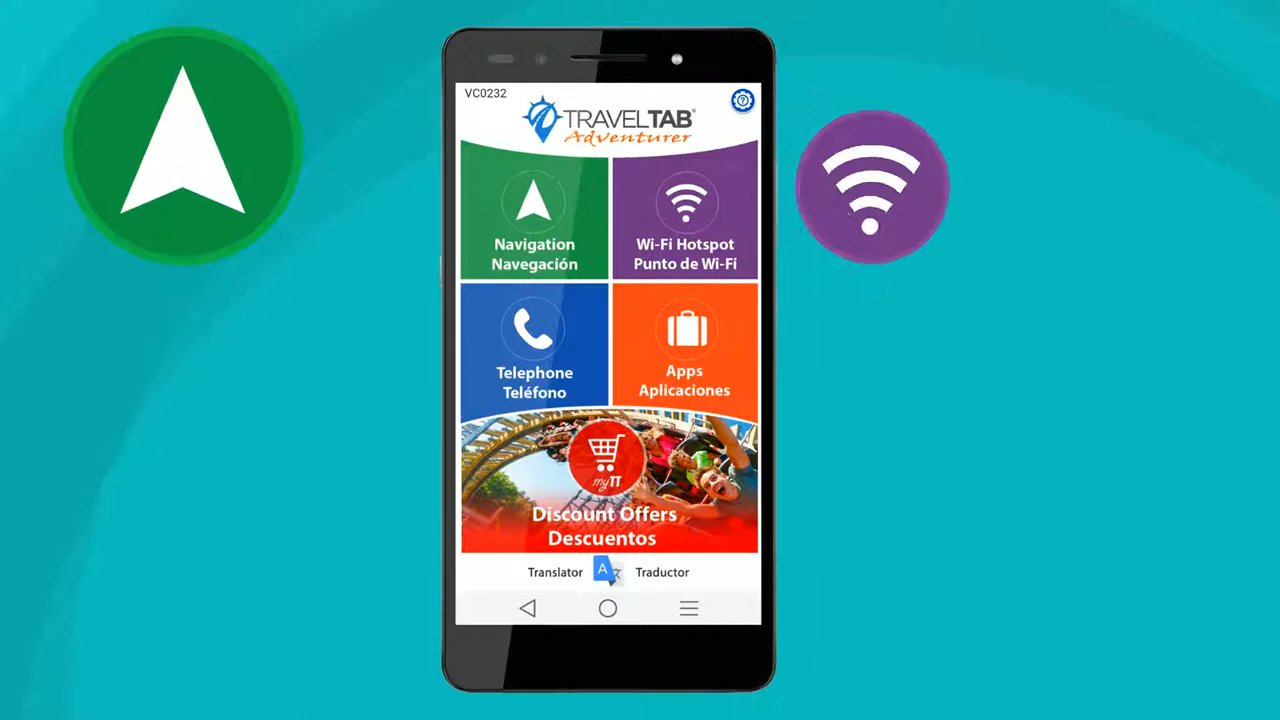 VC0232
TRAVELTAB®
Adventurer
Navigation
Navegación
Wi-Fi Hotspot
Punto de Wi-Fi
Telephone
Teléfono
Apps
Aplicaciones
myTT
Discount Offers
Descuentos
Translator A 文 Traductor